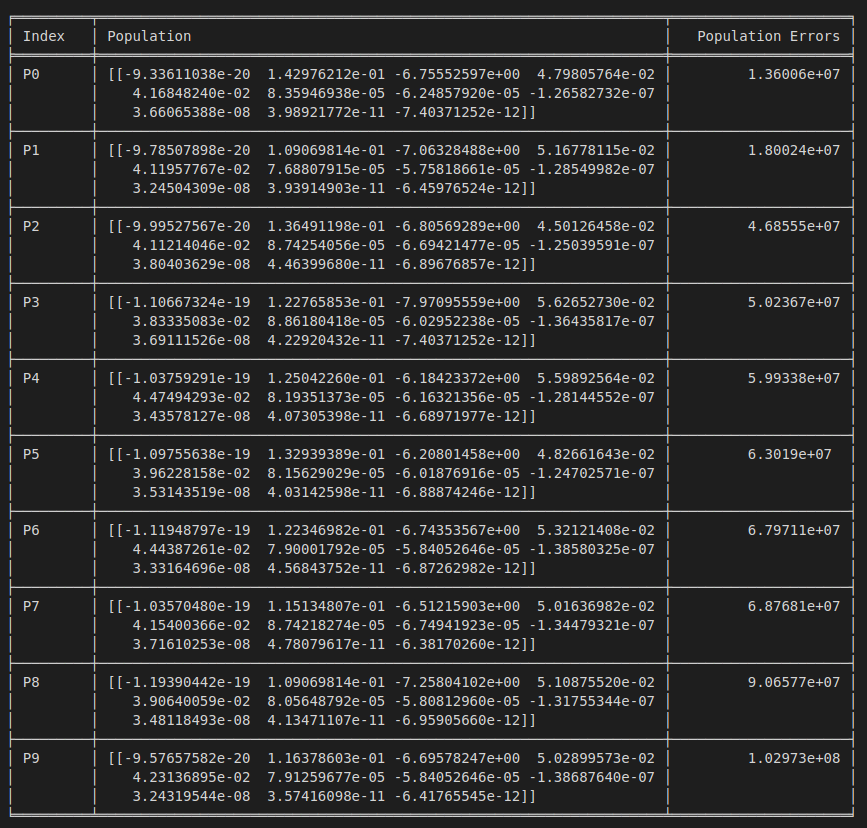 Index Population Population Errors
P0 [[-9.33611038e-20 1.42976212e-01 -6.75552597e+00 4.79805764e-02 1.36006e+07
4.16848240e-02 8.35946938e-05 -6.24857920e-05 -1.26582732e-07
3.66065388e-08 3.98921772e-11 -7.40371252e-12]]
P1 [[-9.78507898e-20 1.09069814e-01 -7.06328488e+00 5.16778115e-02 1.80024e+07
4.11957767e-02 7.68807915e-05 -5.75818661e-05 -1.28549982e-07
3.24504309e-08 3.93914903e-11 -6.45976524e-12]]
P2 [[-9.99527567e-20 1.36491198e-01 -6.80569289e+00 4.50126458e-02 4.68555e+07
4.11214046e-02 8.74254056e-05 -6.69421477e-05 -1.25039591e-07
3.80403629e-08 4.46399680e-11 -6.89676857e-12]]
P3 [[-1.10667324e-19 1.22765853e-01 -7.97095559e+00 5.62652730e-02 5.02367e+07
3.83335083e-02 8.86180418e-05 -6.02952238e-05 -1.36435817e-07
3.69111526e-08 4.22920432e-11 -7.40371252e-12]]
P4 [[-1.03759291e-19 1.25042260e-01 -6.18423372e+00 5.59892564e-02 5.99338e+07
4.47494293e-02 8.19351373e-05 -6.16321356e-05 -1.28144552e-07
3.43578127e-08 4.07305398e-11 -6.68971977e-12]]
P5 [[-1.09755638e-19 1.32939389e-01 -6.20801458e+00 4.82661643e-02 6.3019e+07
3.96228158e-02 8.15629029e-05 -6.01876916e-05 -1.24702571e-07
3.53143519e-08 4.03142598e-11 -6.88874246e-12]]
P6 [[-1.11948797e-19 1.22346982e-01 -6.74353567e+00 5.32121408e-02 6.79711e+07
4.44387261e-02 7.90001792e-05 -5.84052646e-05 -1.38580325e-07
3.33164696e-08 4.56843752e-11 -6.87262982e-12]]
P7 [[-1.03570480e-19 1.15134807e-01 -6.51215903e+00 5.01636982e-02 6.87681e+07
4.15400366e-02 8.74218274e-05 -6.74941923e-05 -1.34479321e-07
3.71610253e-08 4.78079617e-11 -6.38170260e-12]]
P8 [[-1.19390442e-19 1.09069814e-01 -7.25804102e+00 5.10875520e-02 9.06577e+07
3.90640059e-02 8.05648792e-05 -5.80812960e-05 -1.31755344e-07
3.48118493e-08 4.13471107e-11 -6.95905660e-12]]
P9 [[-9.57657582e-20 1.16378603e-01 -6.69578247e+00 5.02899573e-02 1.02973e+08
4.23136895e-02 7.91259677e-05 -5.84052646e-05 -1.38687640e-07
3.24319544e-08 3.57416098e-11 -6.41765545e-12]]